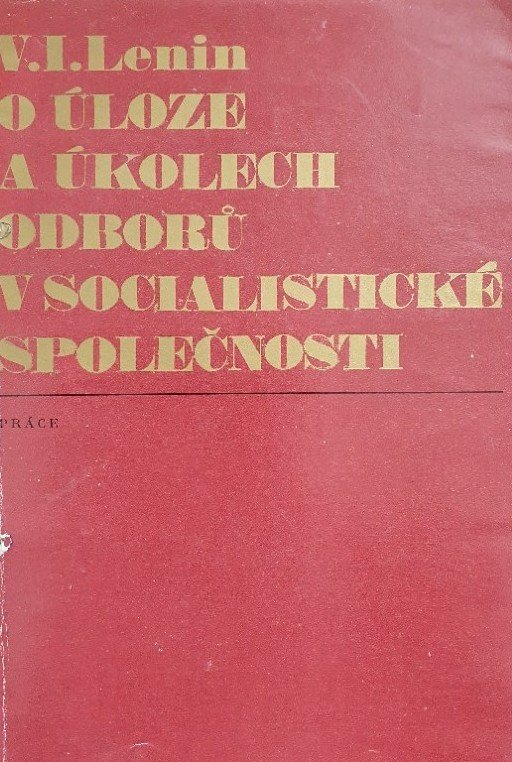 V.I.Lenin
O ÚLOZE
A ÚKOLECH
ODBORŮ
V SOCIALISTICKÉ
SPOLEČNOSTI
PRÁCE